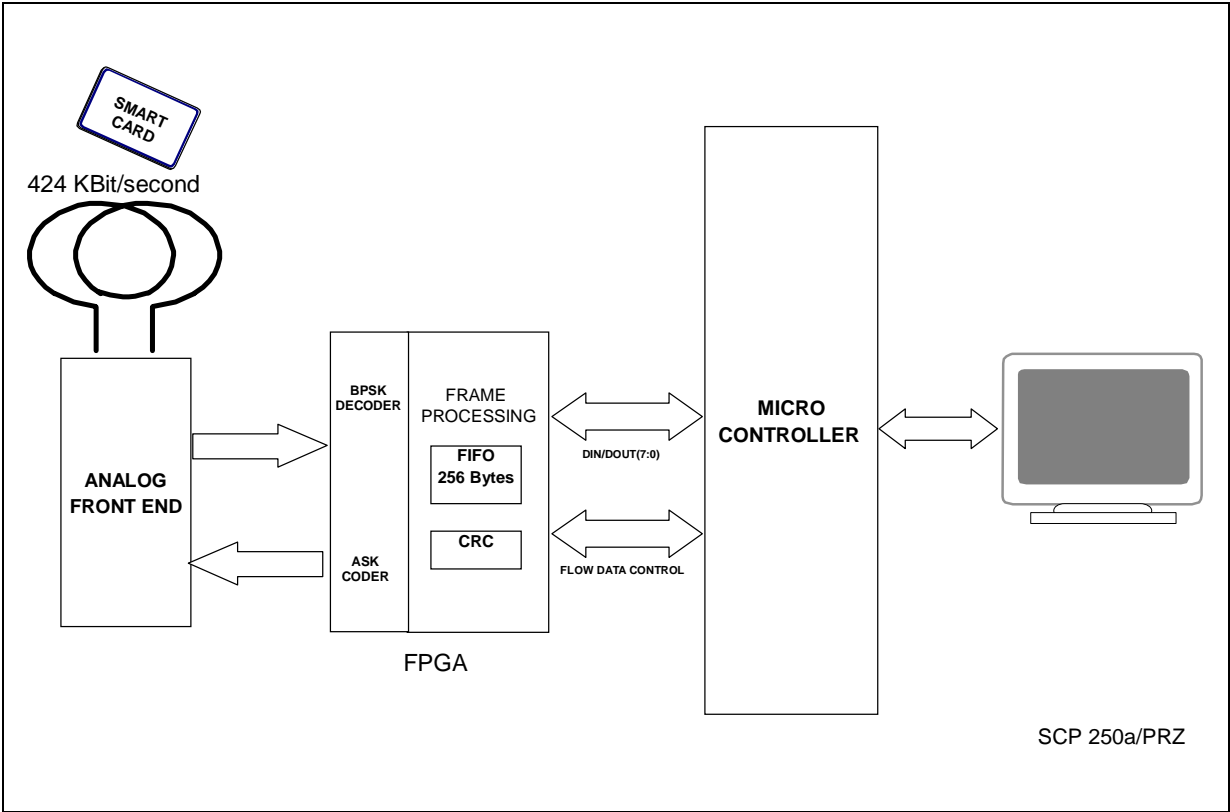 SMART
CARD
424 KBit/second
ANALOG
FRONT END
BPSK
DECODER
ASK
CODER
FRAME
PROCESSING
FIFO
256 Bytes
CRC
FPGA
DIN/DOUT(7:0)
FLOW DATA CONTROL
MICRO
CONTROLLER
SCP 250a/PRZ